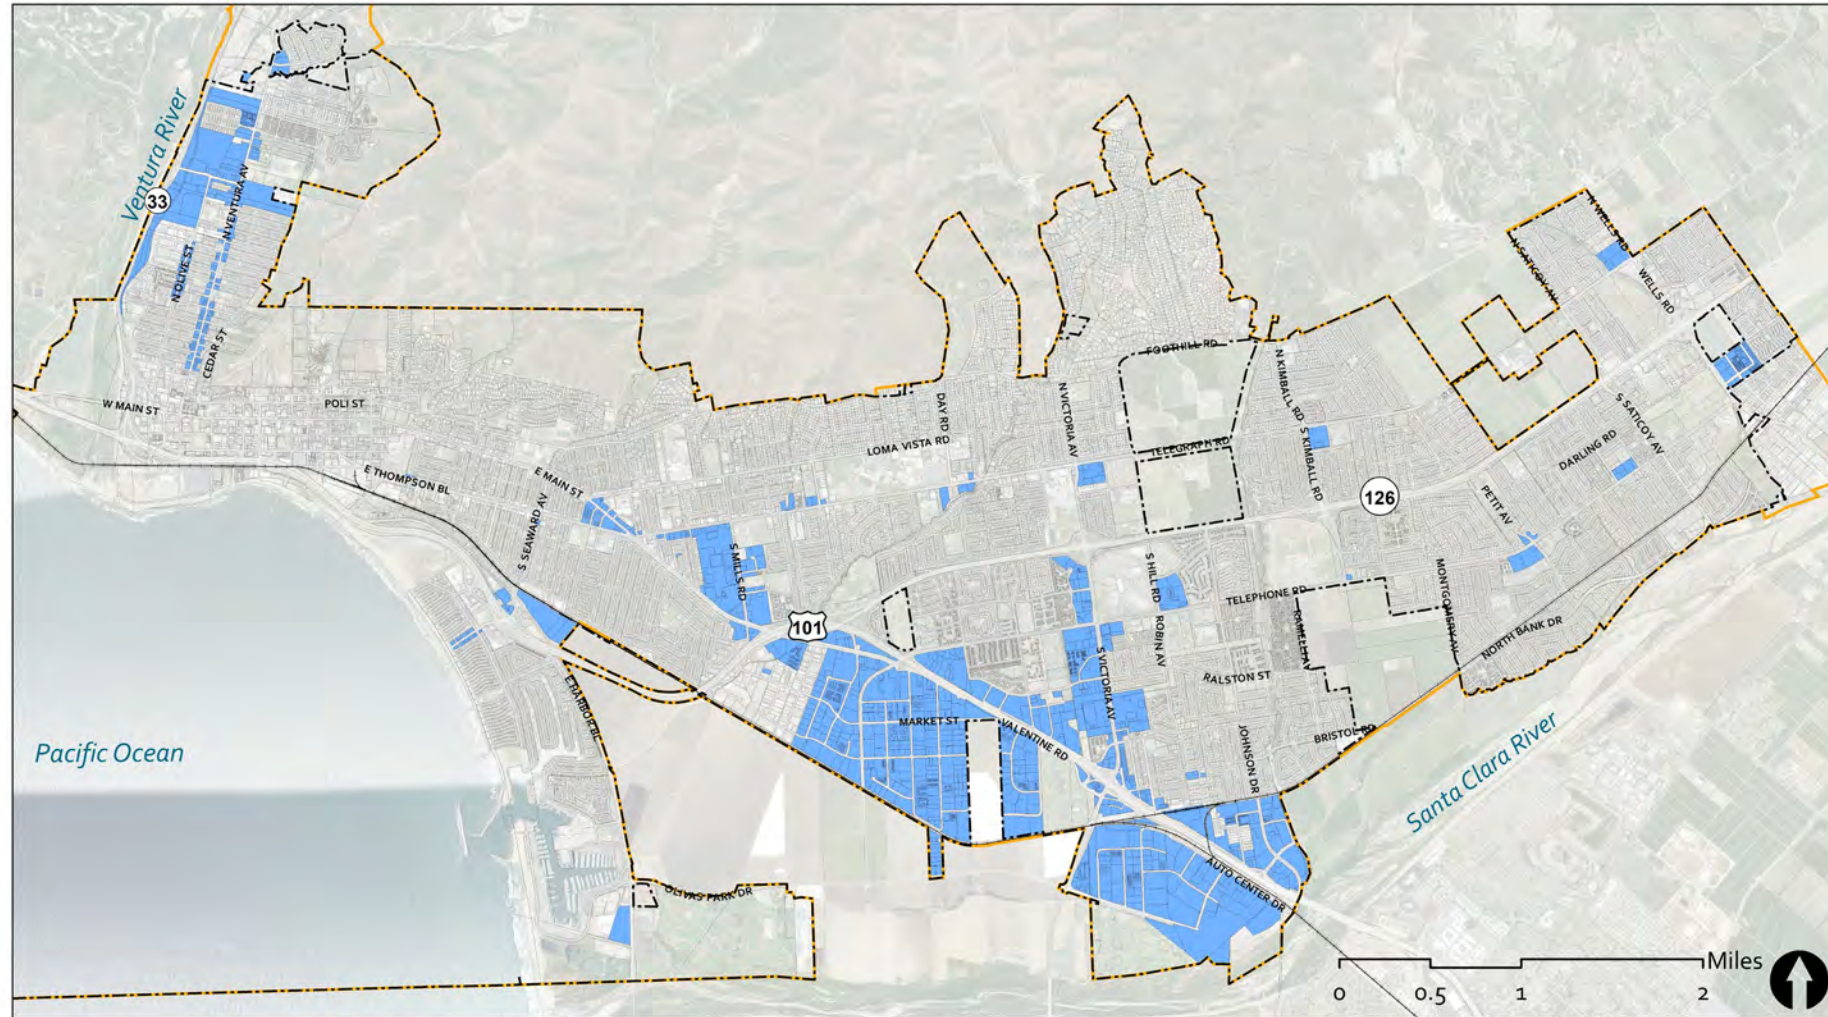 Ventura River
33
N VENTURA AV
N OLIVE ST
CEDAR ST
W MAIN ST
POLI ST
E THOMPSON BL
E MAIN ST
S SEAWARD AV
S MILLS RD
LOMA VISTA RD
DAY RD
N VICTORIA AV
FOOTHILL RD
TELEGRAPH RD
N KIMBALL RD
S KIMBALL RD
126
N SATICOY AV
N WELLS RD
WELLS RD
S SATICOY AV
DARLING RD
PETIT AV
MONTGOMERY AV
NORTH BANK DR
TELEPHONE RD
S HILL RD
ROBIN AV
RAMELLI AV
RALSTON ST
S VICTORIA AV
101
MARKET ST
VALENTINE RD
BRISTOL RD
JOHNSON DR
E HARBOR BL
OLIVAS PARK DR
AUTO CENTER DR
Pacific Ocean
Santa Clara River
Miles
0 0.5 1 2